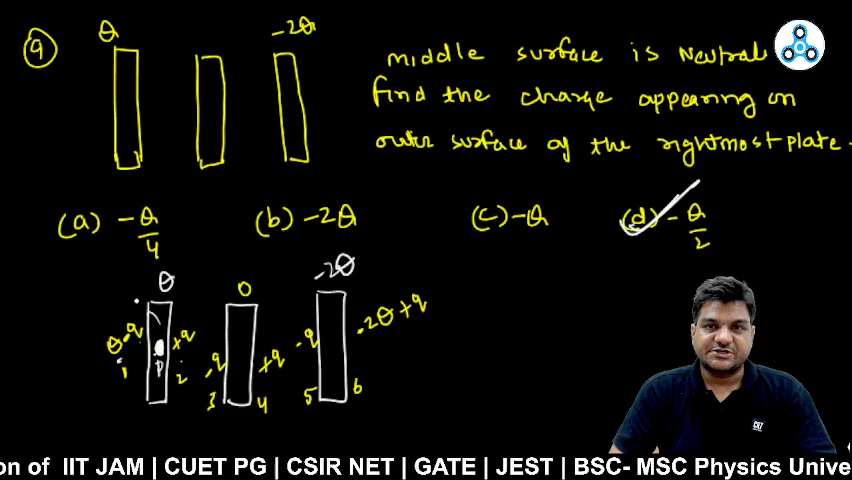 9
Q -2Q
middle surface is Neutral
find the charge appearing on
outer surface of the rightmost plate.
(a) -Q/4 (b) -2Q (c) -Q (d) -Q/2
Q 0 -2Q
Q-q +q -q +q -q -2Q+q
P
1 2 3 4 5 6
on of IIT JAM | CUET PG | CSIR NET | GATE | JEST | BSC- MSC Physics Unive